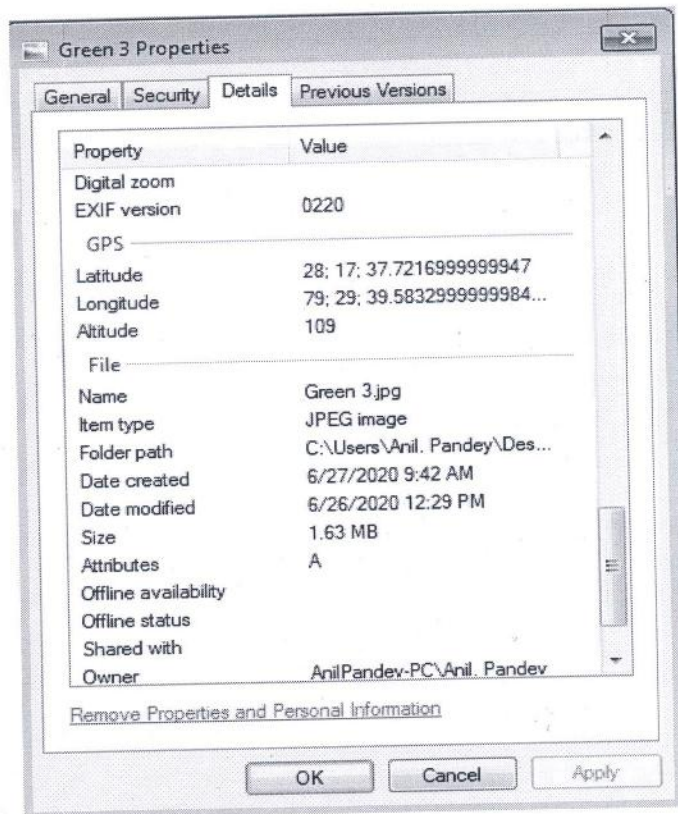 Green 3 Properties
General Security Details Previous Versions
Property Value
Digital zoom
EXIF version 0220
GPS
Latitude 28; 17; 37.7216999999947
Longitude 79; 29; 39.5832999999984...
Altitude 109
File
Name Green 3.jpg
Item type JPEG image
Folder path C:\Users\Anil. Pandey\Des...
Date created 6/27/2020 9:42 AM
Date modified 6/26/2020 12:29 PM
Size 1.63 MB
Attributes A
Offline availability
Offline status
Shared with
Owner AnilPandey-PC\Anil. Pandey
Remove Properties and Personal Information
OK Cancel Apply